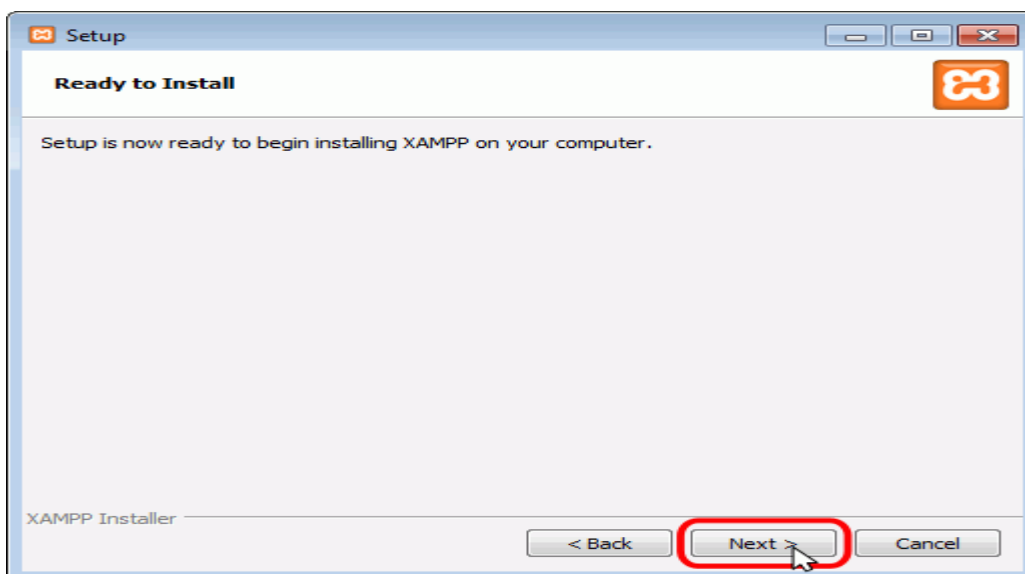 Setup
Ready to Install
Setup is now ready to begin installing XAMPP on your computer.
XAMPP Installer
< Back
Next >
Cancel